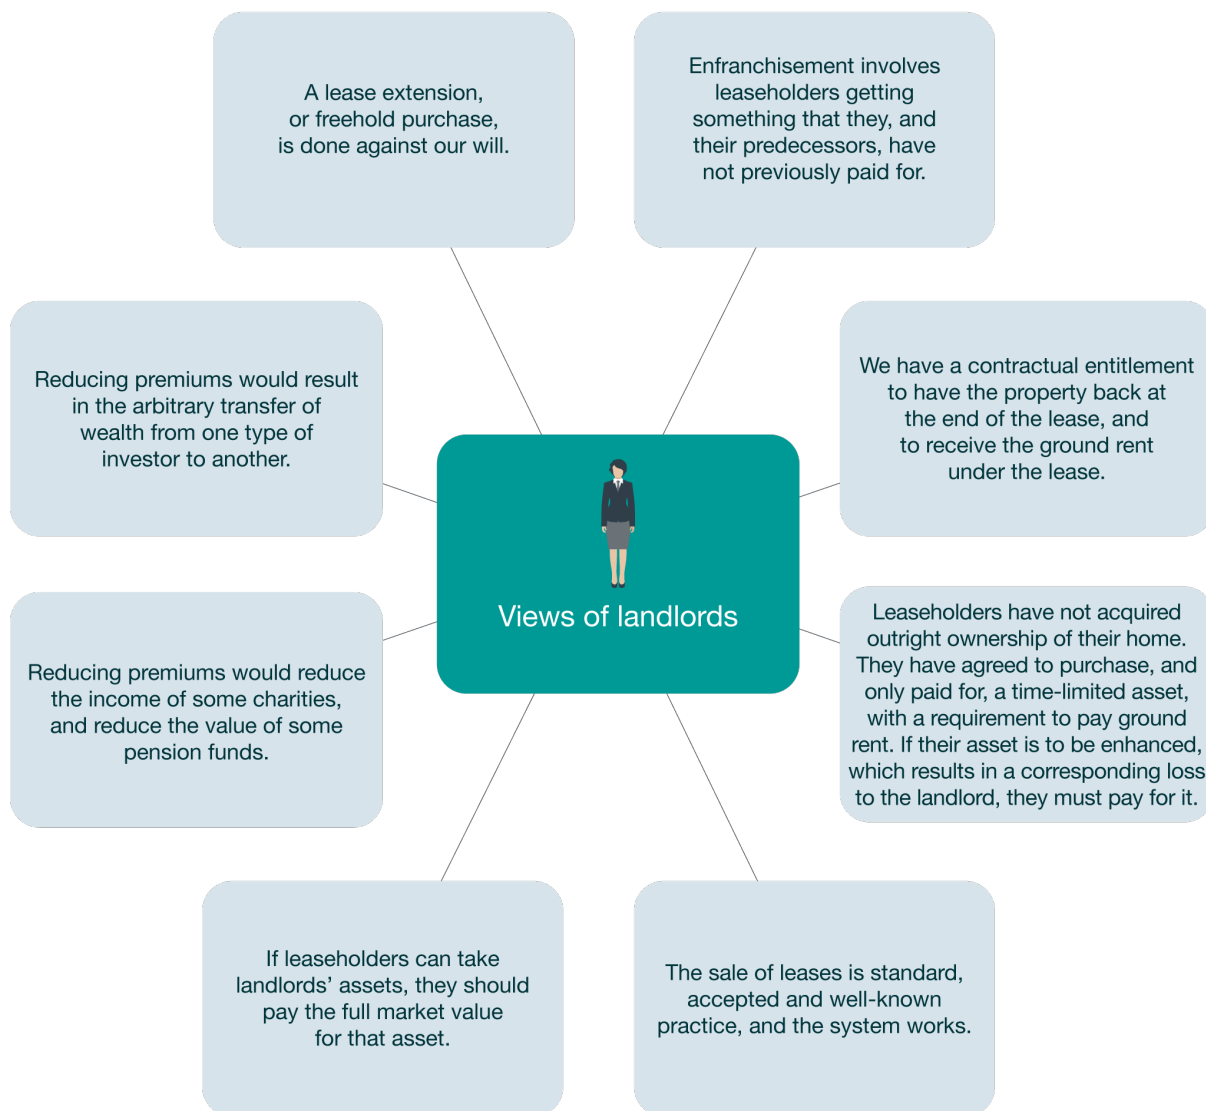 A lease extension,
or freehold purchase,
is done against our will.
Enfranchisement involves
leaseholders getting
something that they, and
their predecessors, have
not previously paid for.
Reducing premiums would result
in the arbitrary transfer of
wealth from one type of
investor to another.
We have a contractual entitlement
to have the property back at
the end of the lease, and
to receive the ground rent
under the lease.
Views of landlords
Reducing premiums would reduce
the income of some charities,
and reduce the value of some
pension funds.
Leaseholders have not acquired
outright ownership of their home.
They have agreed to purchase, and
only paid for, a time-limited asset,
with a requirement to pay ground
rent. If their asset is to be enhanced,
which results in a corresponding loss
to the landlord, they must pay for it.
If leaseholders can take
landlords’ assets, they should
pay the full market value
for that asset.
The sale of leases is standard,
accepted and well-known
practice, and the system works.